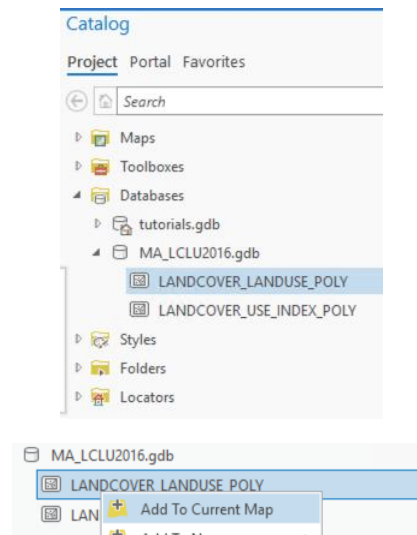 Catalog
Project Portal Favorites
Search
Maps
Toolboxes
Databases
tutorials.gdb
MA_LCLU2016.gdb
LANDCOVER_LANDUSE_POLY
LANDCOVER_USE_INDEX_POLY
Styles
Folders
Locators
MA_LCLU2016.gdb
LANDCOVER_LANDUSE_POLY
LAN Add To Current Map